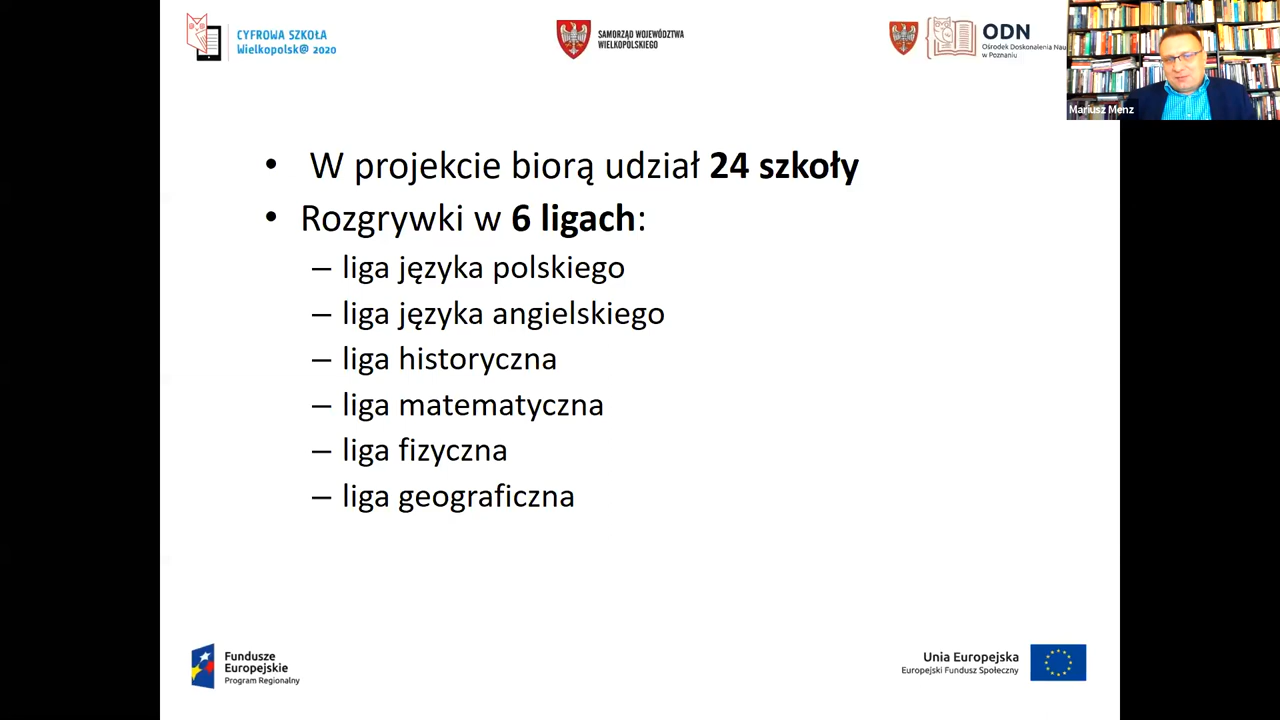 CYFROWA SZKOŁA
Wielkopolsk@ 2020
SAMORZĄD WOJEWÓDZTWA
WIELKOPOLSKIEGO
ODN
Ośrodek Doskonalenia Nau
w Poznaniu
Mariusz Menz
• W projekcie biorą udział 24 szkoły
• Rozgrywki w 6 ligach:
– liga języka polskiego
– liga języka angielskiego
– liga historyczna
– liga matematyczna
– liga fizyczna
– liga geograficzna
Fundusze
Europejskie
Program Regionalny
Unia Europejska
Europejski Fundusz Społeczny